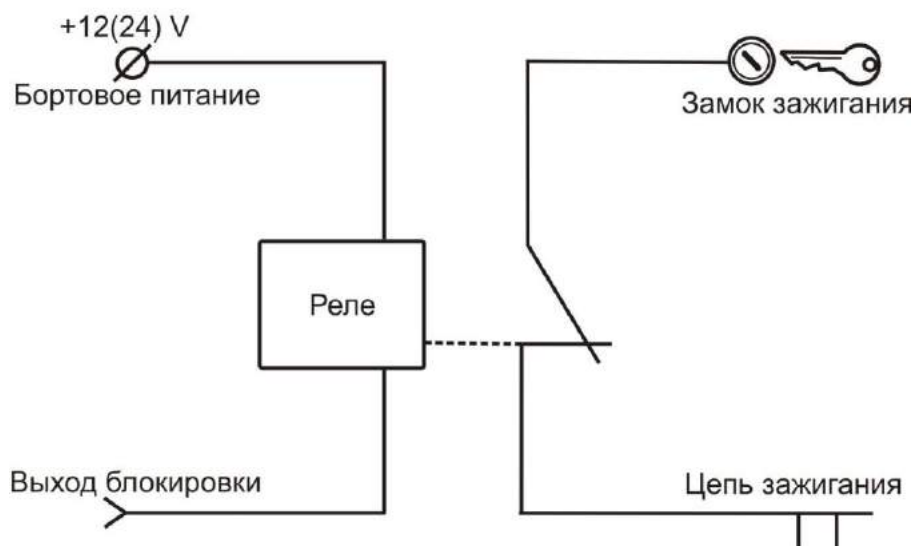 +12(24) V
Бортовое питание
Замок зажигания
Реле
Выход блокировки
Цепь зажигания